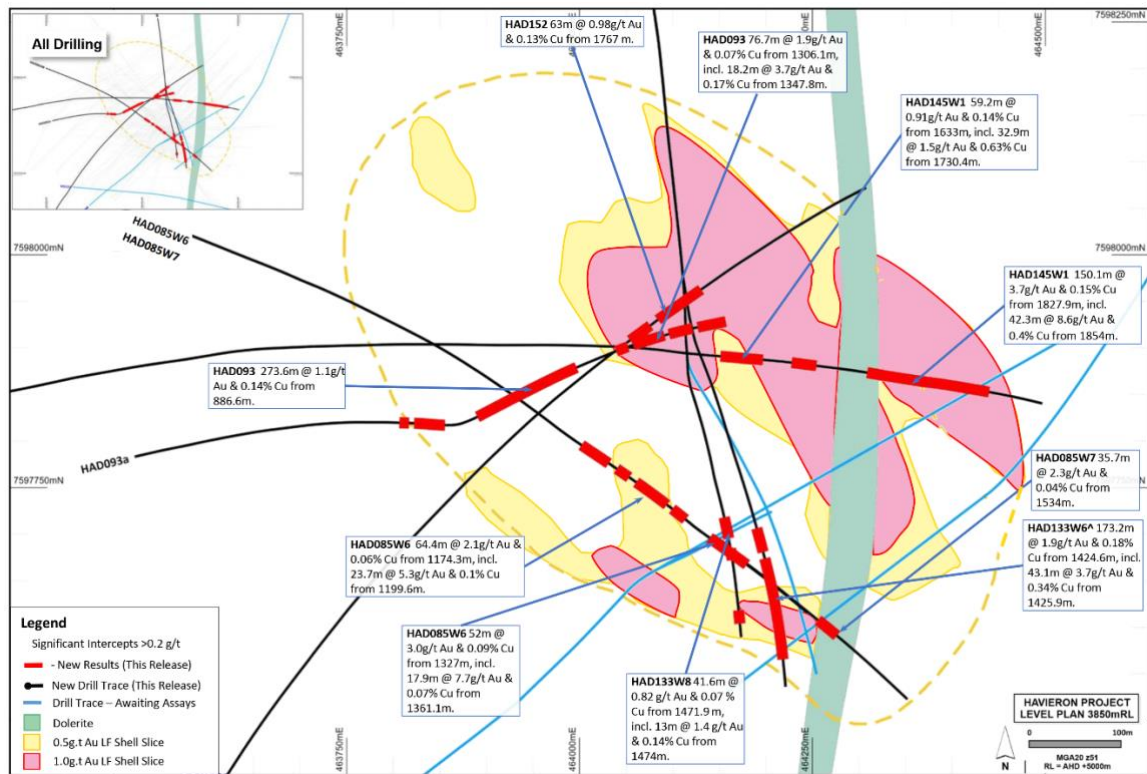 All Drilling
HAD152 63m @ 0.98g/t Au
& 0.13% Cu from 1767 m.
HAD093 76.7m @ 1.9g/t Au
& 0.07% Cu from 1306.1m,
incl. 18.2m @ 3.7g/t Au &
0.17% Cu from 1347.8m.
463750mE
464000mE
464500mE
7598250mN
HAD145W1 59.2m @
0.91g/t Au & 0.14% Cu
from 1633m, incl. 32.9m
@ 1.5g/t Au & 0.63% Cu
from 1730.4m.
HAD085W6
HAD085W7
7598000mN
7598000mN
HAD145W1 150.1m @
3.7g/t Au & 0.15% Cu
from 1827.9m, incl.
42.3m @ 8.6g/t Au &
0.4% Cu from 1854m.
HAD093 273.6m @ 1.1g/t
Au & 0.14% Cu from
886.6m.
HAD093a
7597750mN
7597750mN
HAD085W7 35.7m
@ 2.3g/t Au &
0.04% Cu from
1534m.
HAD133W6^ 173.2m
@ 1.9g/t Au & 0.18%
Cu from 1424.6m, incl.
43.1m @ 3.7g/t Au &
0.34% Cu from
1425.9m.
HAD085W6 64.4m @ 2.1g/t Au &
0.06% Cu from 1174.3m, incl.
23.7m @ 5.3g/t Au & 0.1% Cu
from 1199.6m.
HAD085W6 52m @
3.0g/t Au & 0.09% Cu
from 1327m, incl.
17.9m @ 7.7g/t Au &
0.07% Cu from
1361.1m.
HAD133W8 41.6m @
0.82 g/t Au & 0.07 %
Cu from 1471.9 m,
incl. 13m @ 1.4 g/t Au
& 0.14% Cu from
1474m.
Legend
Significant Intercepts >0.2 g/t
- New Results (This Release)
New Drill Trace (This Release)
Drill Trace – Awaiting Assays
Dolerite
0.5g.t Au LF Shell Slice
1.0g.t Au LF Shell Slice
463750mE
464000mE
464250mE
HAVIERON PROJECT
LEVEL PLAN 3850mRL
0 100m
MGA20 z51
RL = AHD +5000m
N